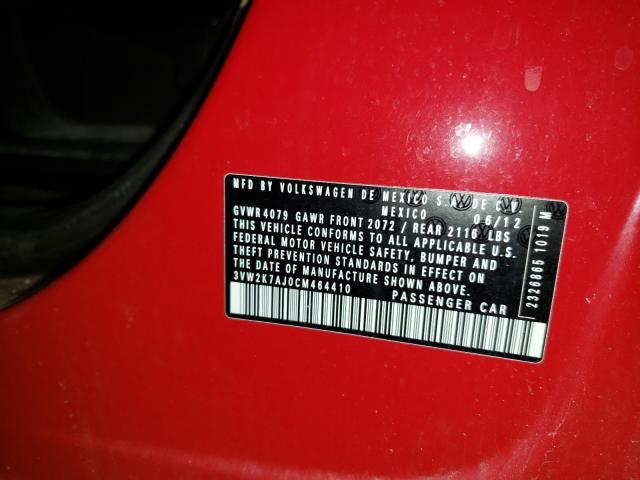 MFD BY VOLKSWAGEN DE MEXICO S. DE CV
MEXICO 06/12
GVWR 4079 GAWR FRONT 2072 / REAR 2116 LBS
THIS VEHICLE CONFORMS TO ALL APPLICABLE U.S.
FEDERAL MOTOR VEHICLE SAFETY, BUMPER AND
THEFT PREVENTION STANDARDS IN EFFECT ON
THE DATE OF MANUFACTURE SHOWN ABOVE.
3VW2K7AJ0CM464410
PASSENGER CAR
2326865 1019 M